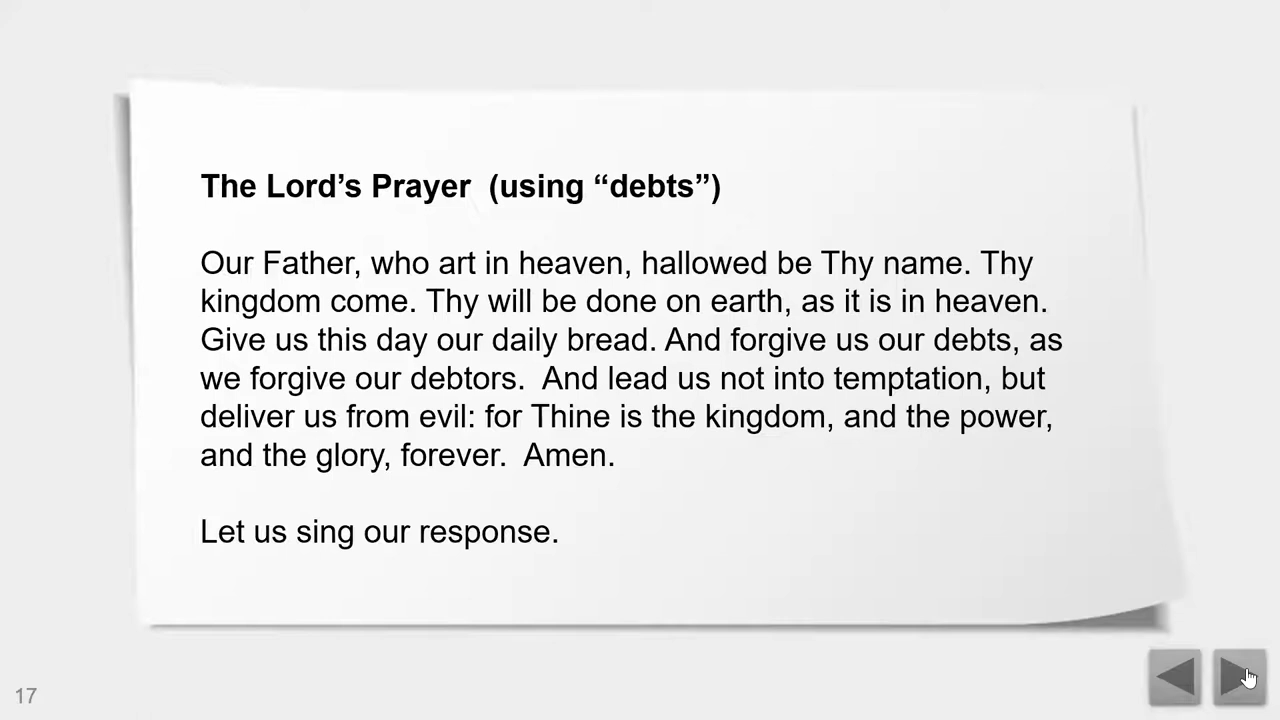 The Lord’s Prayer  (using “debts”)
Our Father, who art in heaven, hallowed be Thy name. Thy
kingdom come. Thy will be done on earth, as it is in heaven.
Give us this day our daily bread. And forgive us our debts, as
we forgive our debtors.  And lead us not into temptation, but
deliver us from evil: for Thine is the kingdom, and the power,
and the glory, forever.  Amen.
Let us sing our response.
17